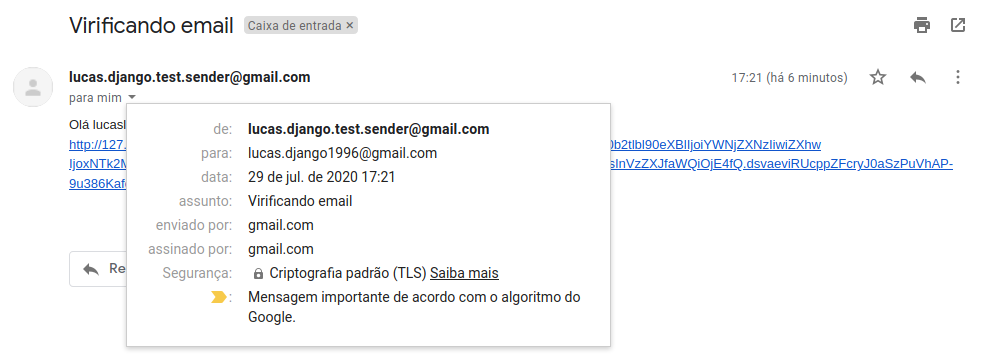 Virificando email Caixa de entrada ×
lucas.django.test.sender@gmail.com 17:21 (há 6 minutos)
para mim
Olá lucasl
http://127. 0b2tlbl90eXBlIjoiYWNjZXNzIiwiZXhw
IjoxNTk2M sInVzZXJfaWQiOjE4fQ.dsvaeviRUcppZFcryJ0aSzPuVhAP-
9u386Kaf
de: lucas.django.test.sender@gmail.com
para: lucas.django1996@gmail.com
data: 29 de jul. de 2020 17:21
assunto: Virificando email
enviado por: gmail.com
assinado por: gmail.com
Segurança: Criptografia padrão (TLS) Saiba mais
: Mensagem importante de acordo com o algoritmo do
Google.
Re